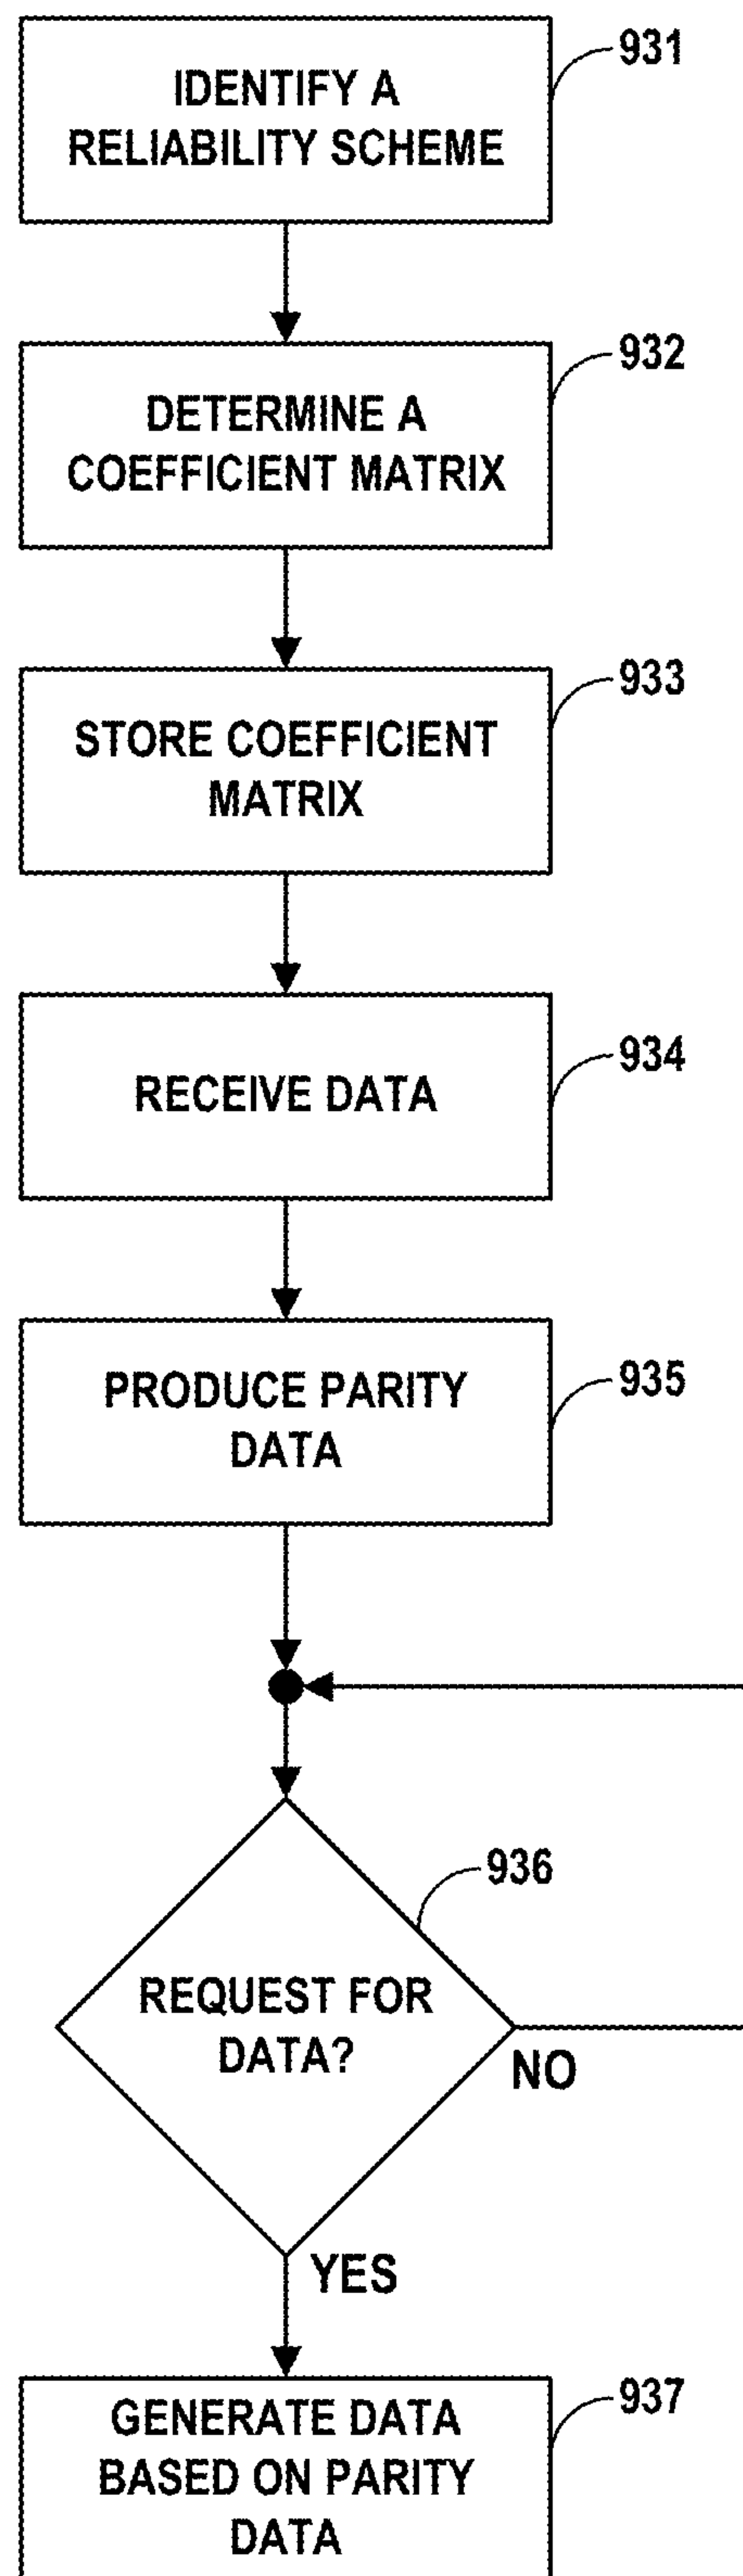 931
IDENTIFY A
RELIABILITY SCHEME
932
DETERMINE A
COEFFICIENT MATRIX
933
STORE COEFFICIENT
MATRIX
934
RECEIVE DATA
935
PRODUCE PARITY
DATA
936
REQUEST FOR
DATA?
NO
YES
937
GENERATE DATA
BASED ON PARITY
DATA